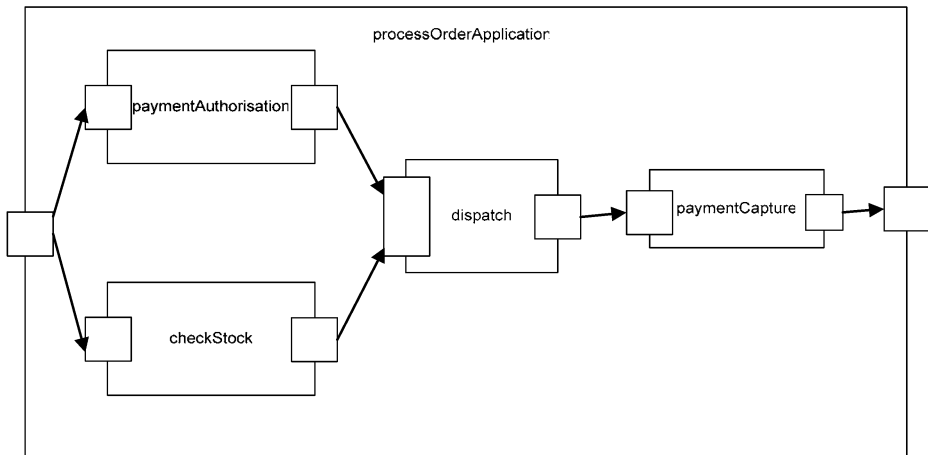 processOrderApplication
paymentAuthorisation
dispatch
paymentCapture
checkStock